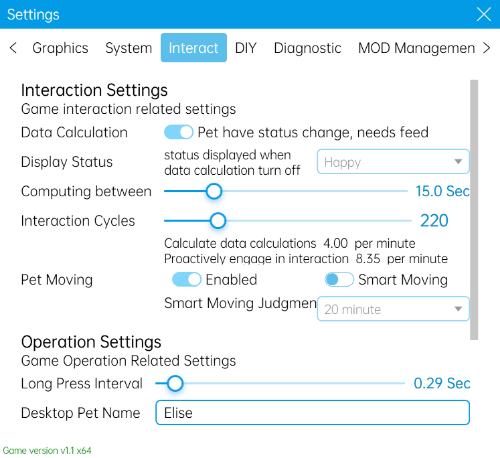 Settings
Graphics System Interact DIY Diagnostic MOD Managemen
Interaction Settings
Game interaction related settings
Data Calculation Pet have status change, needs feed
Display Status status displayed when data calculation turn off Happy
Computing between 15.0 Sec
Interaction Cycles 220
Calculate data calculations 4.00 per minute
Proactively engage in interaction 8.35 per minute
Pet Moving Enabled Smart Moving
Smart Moving Judgmen 20 minute
Operation Settings
Game Operation Related Settings
Long Press Interval 0.29 Sec
Desktop Pet Name Elise
Game version v1.1 x64